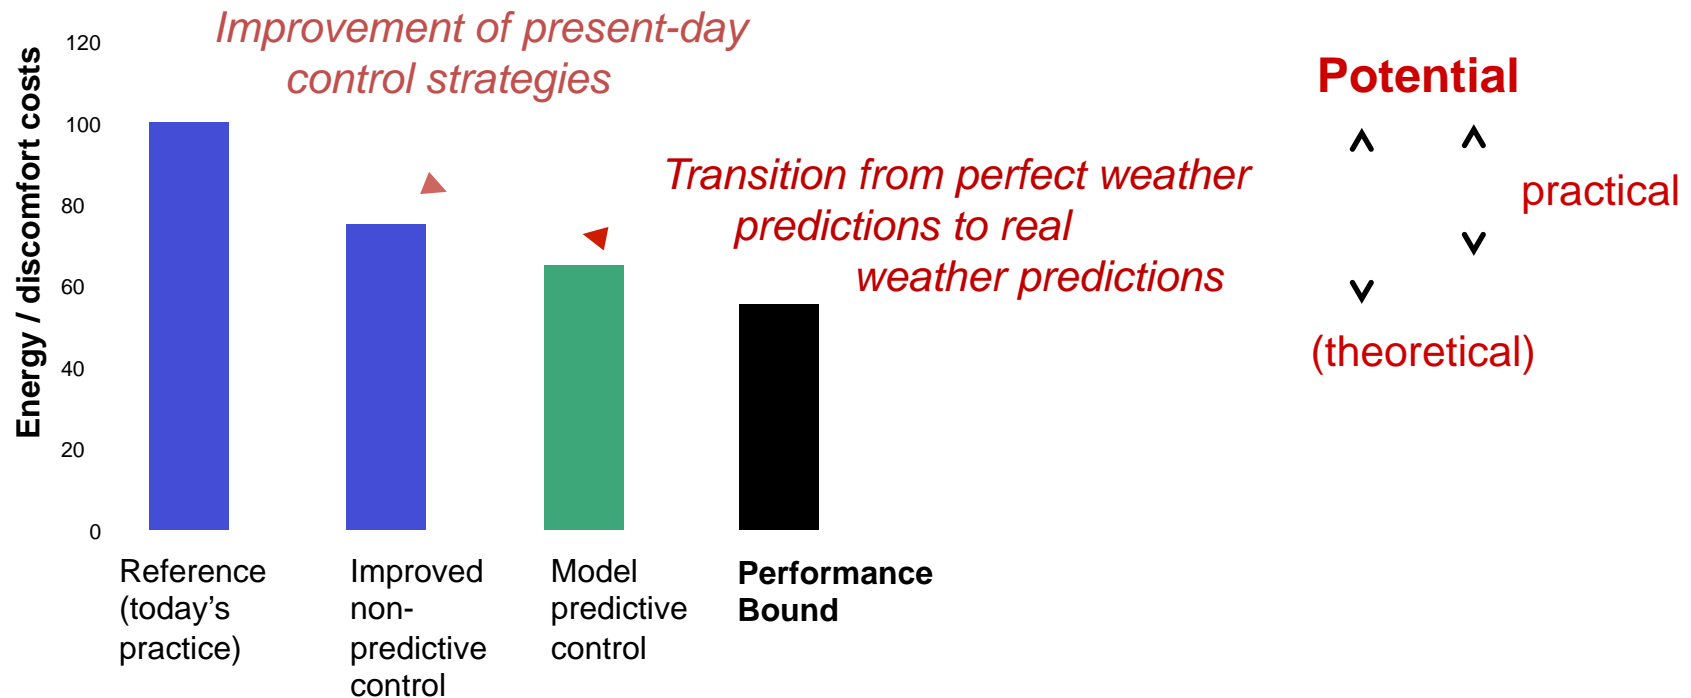 Improvement of present-day
control strategies
Energy / discomfort costs
120
100
80
60
40
20
0
Transition from perfect weather
predictions to real
weather predictions
Potential
practical
(theoretical)
Reference
(today’s
practice)
Improved
non-
predictive
control
Model
predictive
control
Performance
Bound